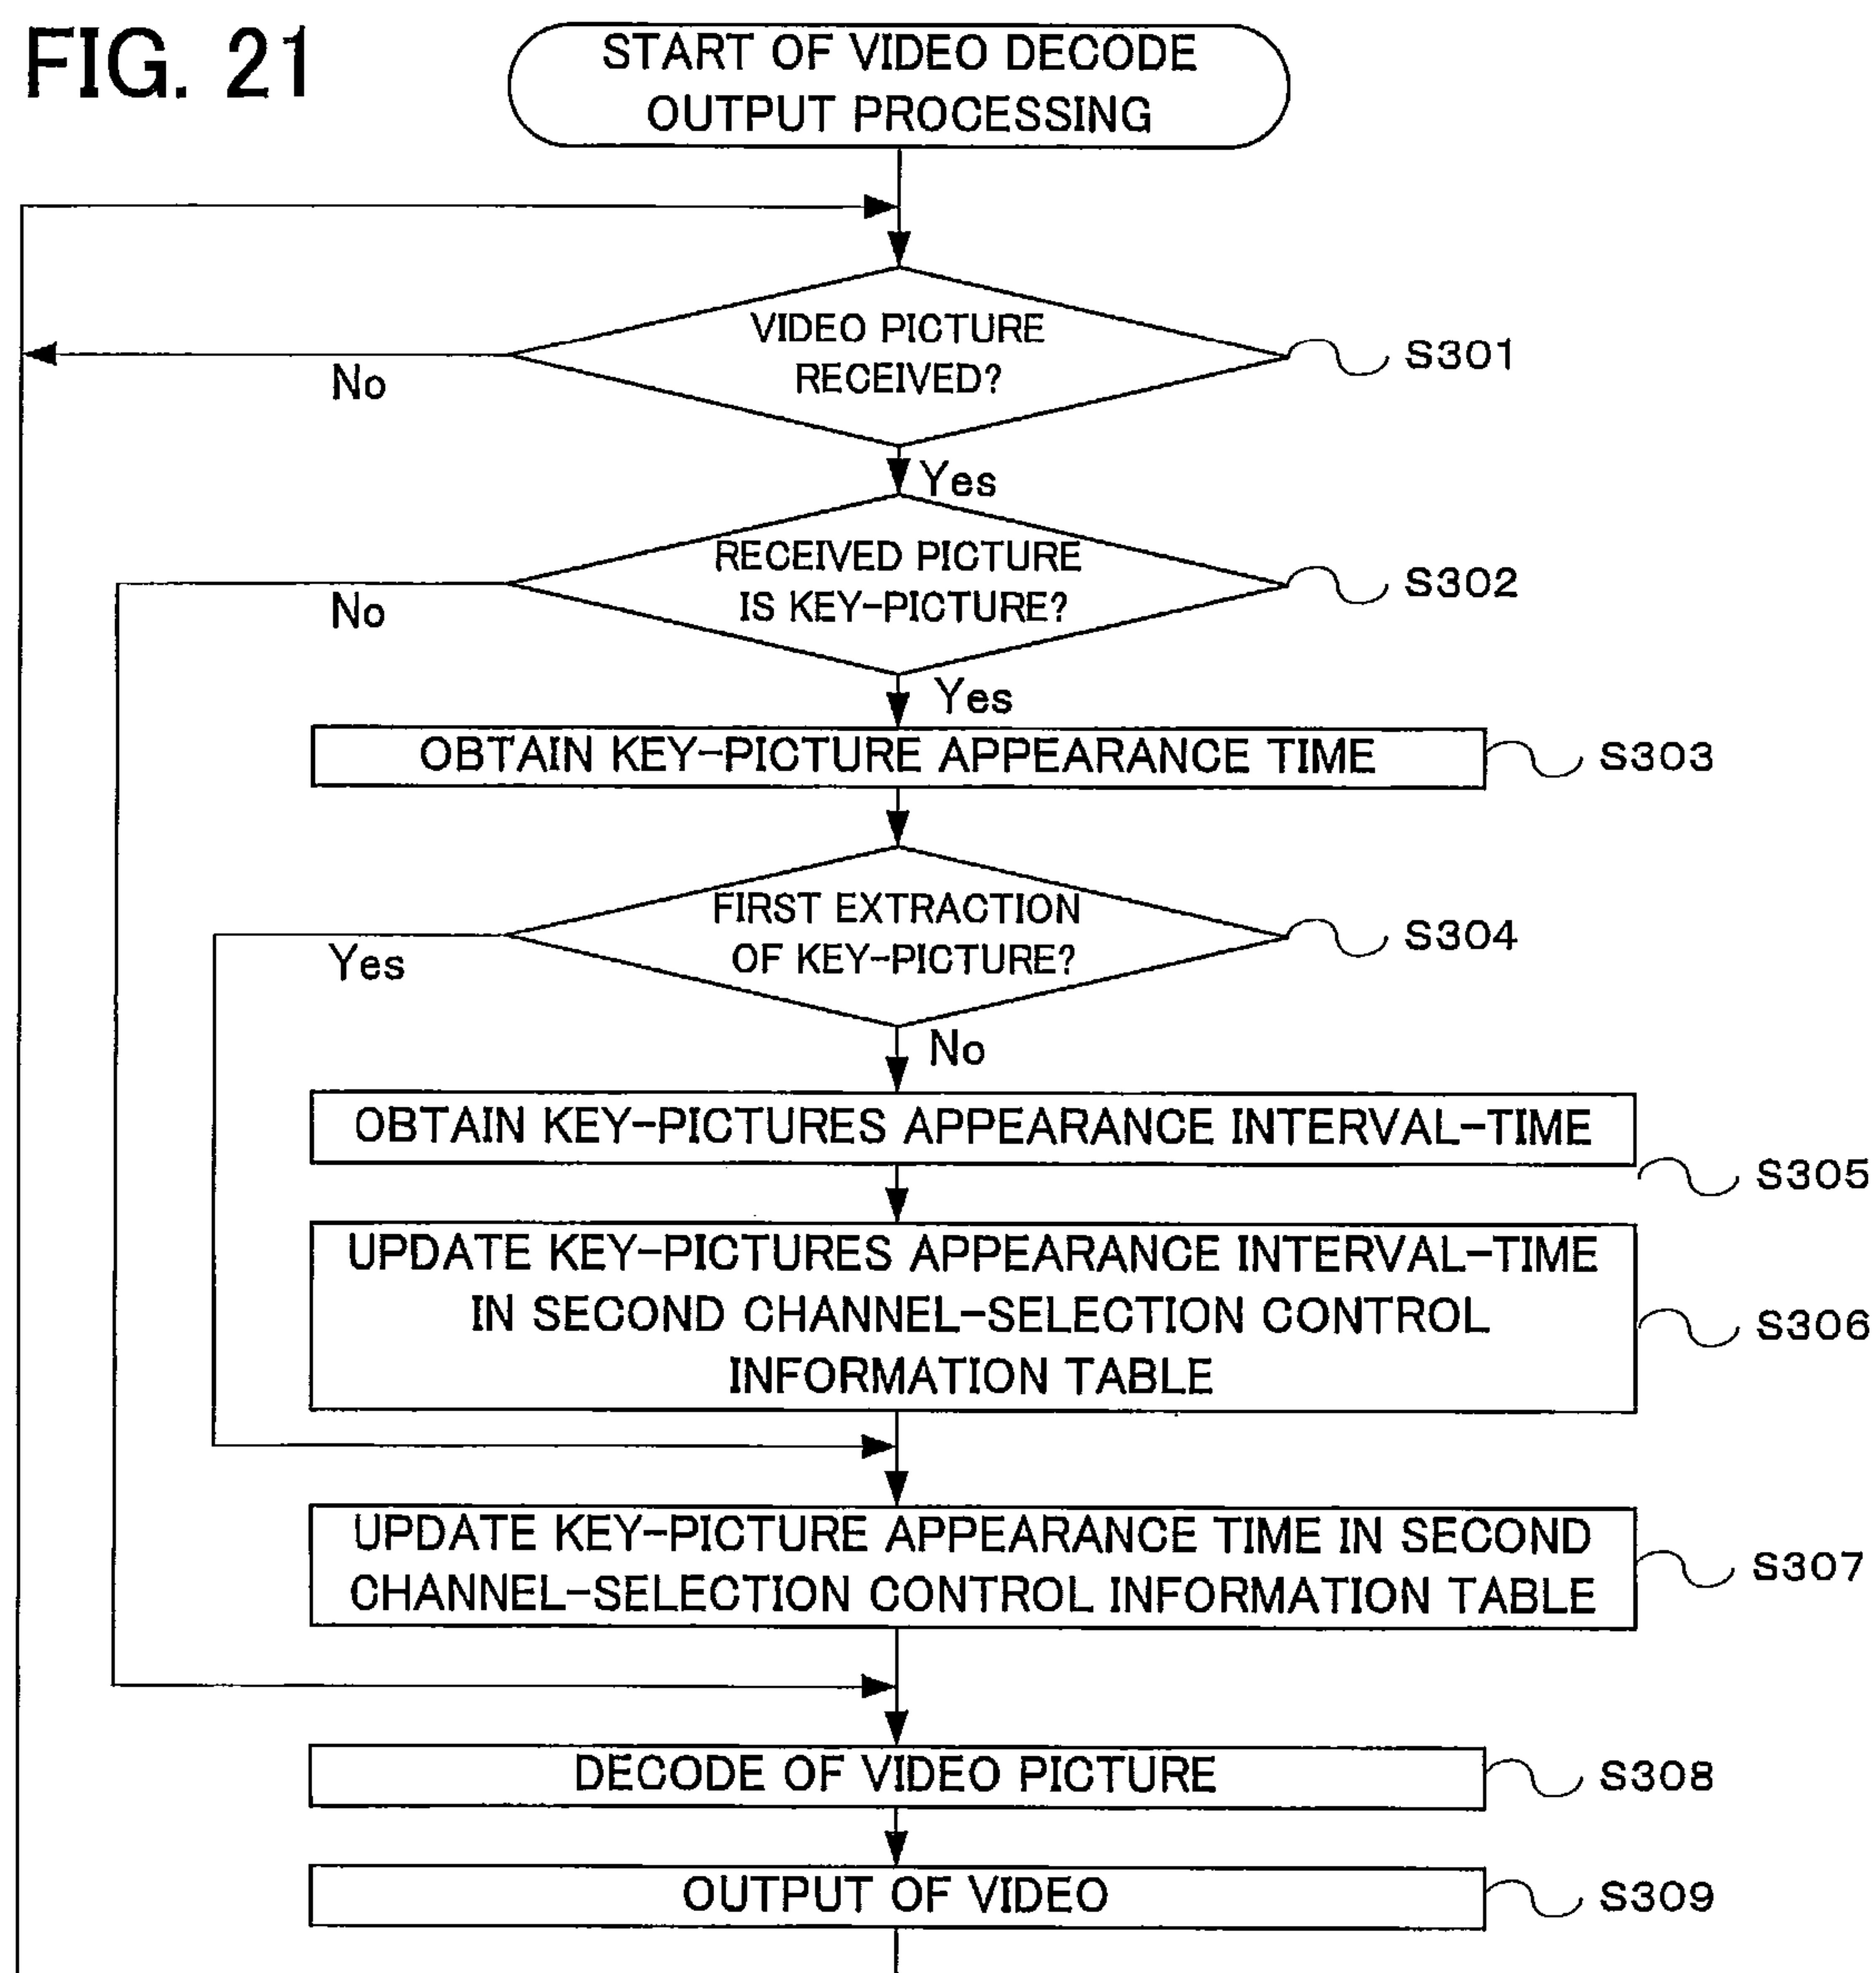 FIG. 21
START OF VIDEO DECODE
OUTPUT PROCESSING
VIDEO PICTURE
RECEIVED?
S301
No
Yes
RECEIVED PICTURE
IS KEY-PICTURE?
S302
No
Yes
OBTAIN KEY-PICTURE APPEARANCE TIME
S303
FIRST EXTRACTION
OF KEY-PICTURE?
S304
Yes
No
OBTAIN KEY-PICTURES APPEARANCE INTERVAL-TIME
S305
UPDATE KEY-PICTURES APPEARANCE INTERVAL-TIME
IN SECOND CHANNEL-SELECTION CONTROL
INFORMATION TABLE
S306
UPDATE KEY-PICTURE APPEARANCE TIME IN SECOND
CHANNEL-SELECTION CONTROL INFORMATION TABLE
S307
DECODE OF VIDEO PICTURE
S308
OUTPUT OF VIDEO
S309